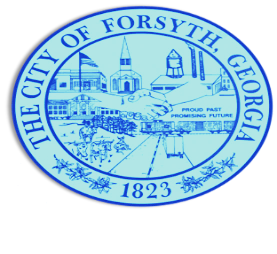 THE CITY OF FORSYTH, GEORGIA
PROUD PAST
PROMISING FUTURE
1823